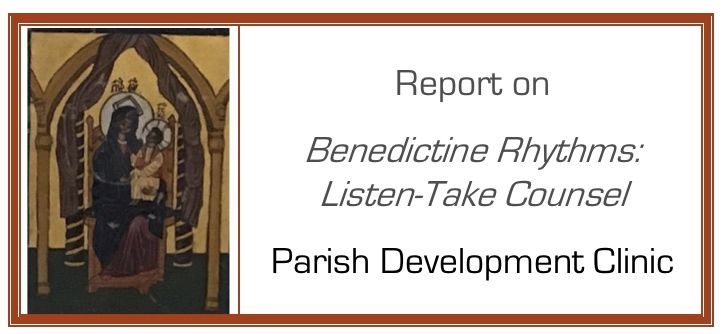 Report on
Benedictine Rhythms:
Listen-Take Counsel
Parish Development Clinic